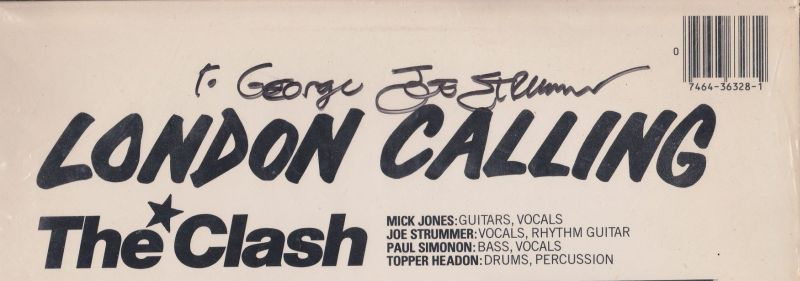 To George Joe Strummer
0
7464-36328-1
LONDON CALLING
The Clash
MICK JONES: GUITARS, VOCALS
JOE STRUMMER: VOCALS, RHYTHM GUITAR
PAUL SIMONON: BASS, VOCALS
TOPPER HEADON: DRUMS, PERCUSSION